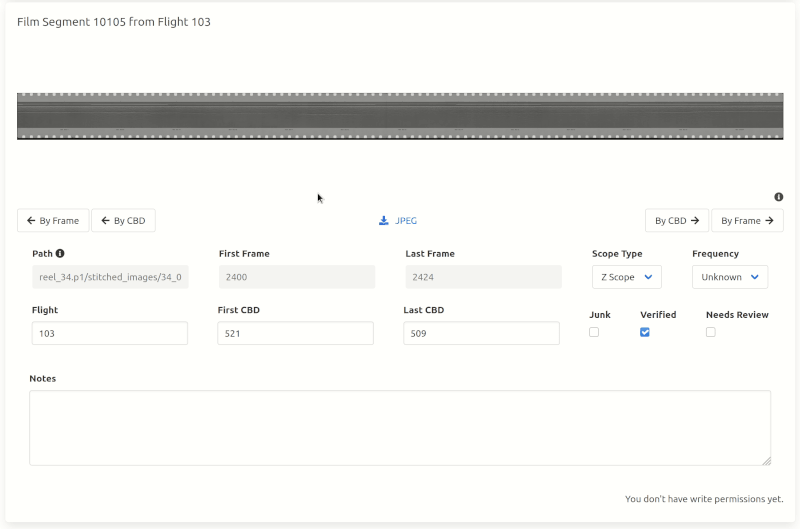 Film Segment 10105 from Flight 103
By Frame By CBD JPEG By CBD By Frame
Path First Frame Last Frame Scope Type Frequency
reel_34.p1/stitched_images/34_0 2400 2424 Z Scope Unknown
Flight First CBD Last CBD Junk Verified Needs Review
103 521 509
Notes
You don't have write permissions yet.